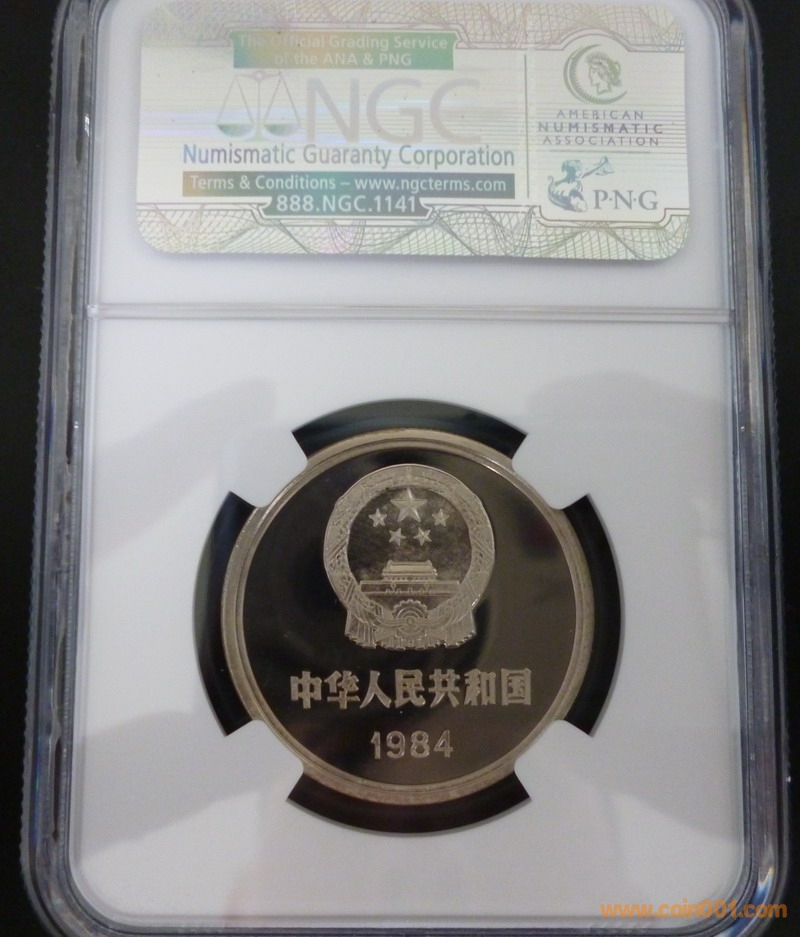 The Official Grading Service
of the ANA & PNG
NGC
Numismatic Guaranty Corporation
Terms & Conditions – www.ngcterms.com
888.NGC.1141
AMERICAN
NUMISMATIC
ASSOCIATION
P·N·G
中华人民共和国
1984
www.coin001.com